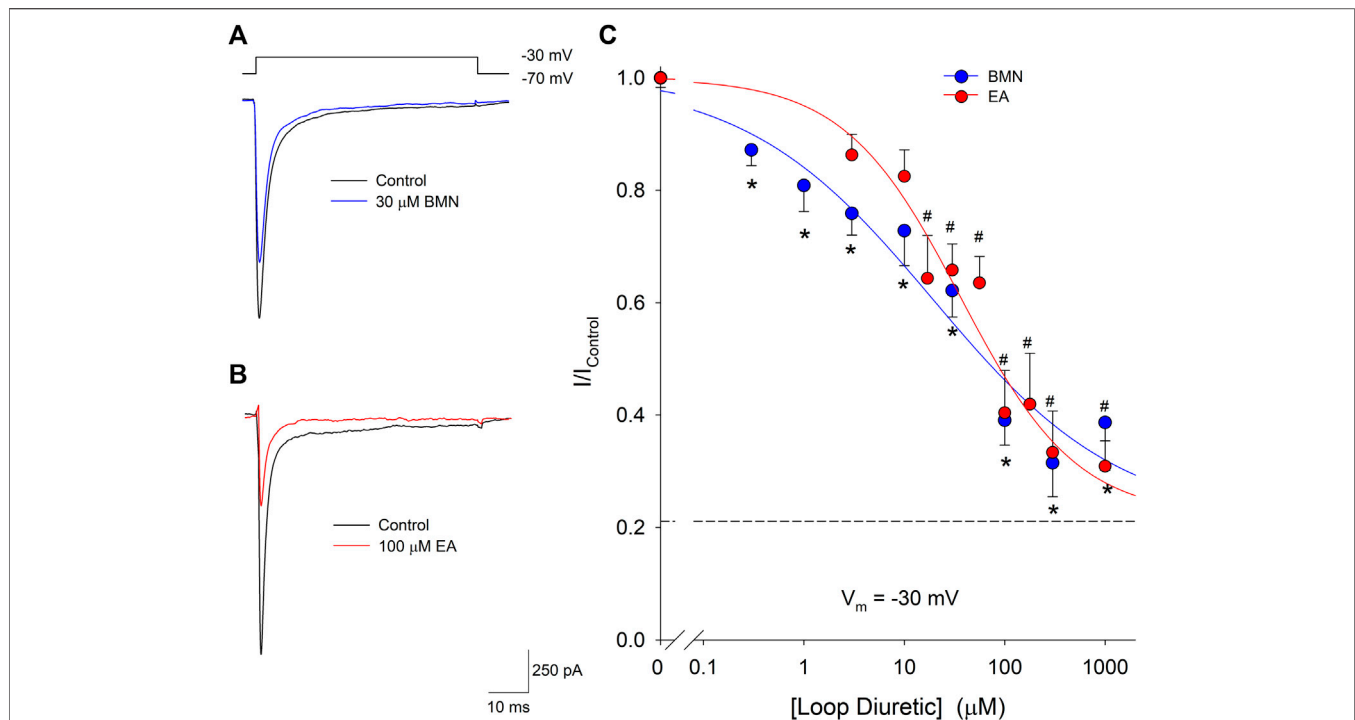 A
-30 mV
-70 mV
Control
30 μM BMN
B
Control
100 μM EA
250 pA
10 ms
C
BMN
EA
1.0
0.8
0.6
0.4
0.2
0.0
I/IControl
*
*
*
*
*
*
*
*
#
#
#
#
#
#
#
Vm = -30 mV
0
0.1
1
10
100
1000
[Loop Diuretic] (μM)